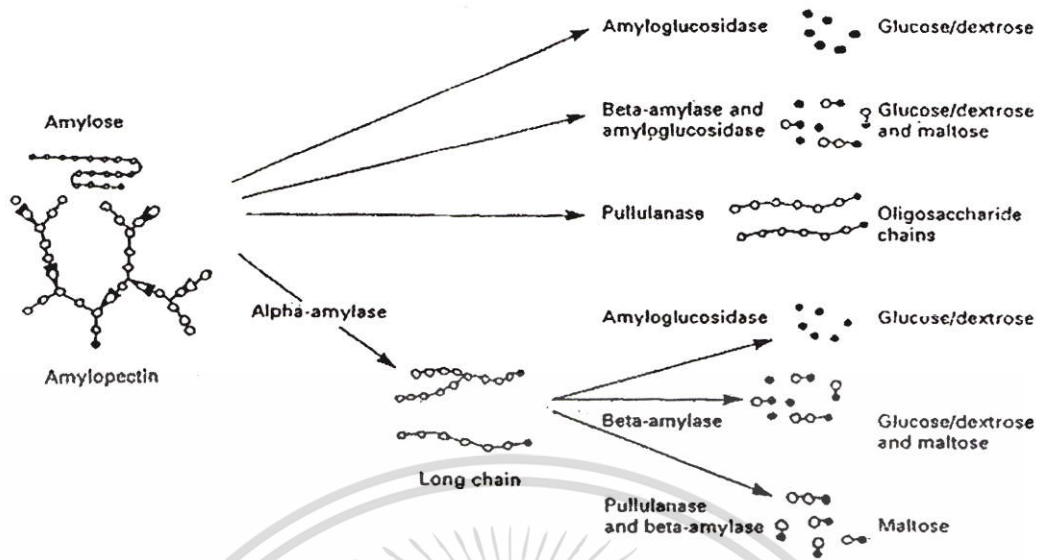 Amyloglucosidase
Glucose/dextrose
Amylose
Beta-amylase and
amyloglucosidase
Glucose/dextrose
and maltose
Pullulanase
Oligosaccharide
chains
Alpha-amylase
Amyloglucosidase
Glucose/dextrose
Amylopectin
Beta-amylase
Glucose/dextrose
and maltose
Long chain
Pullulanase
and beta-amylase
Maltose